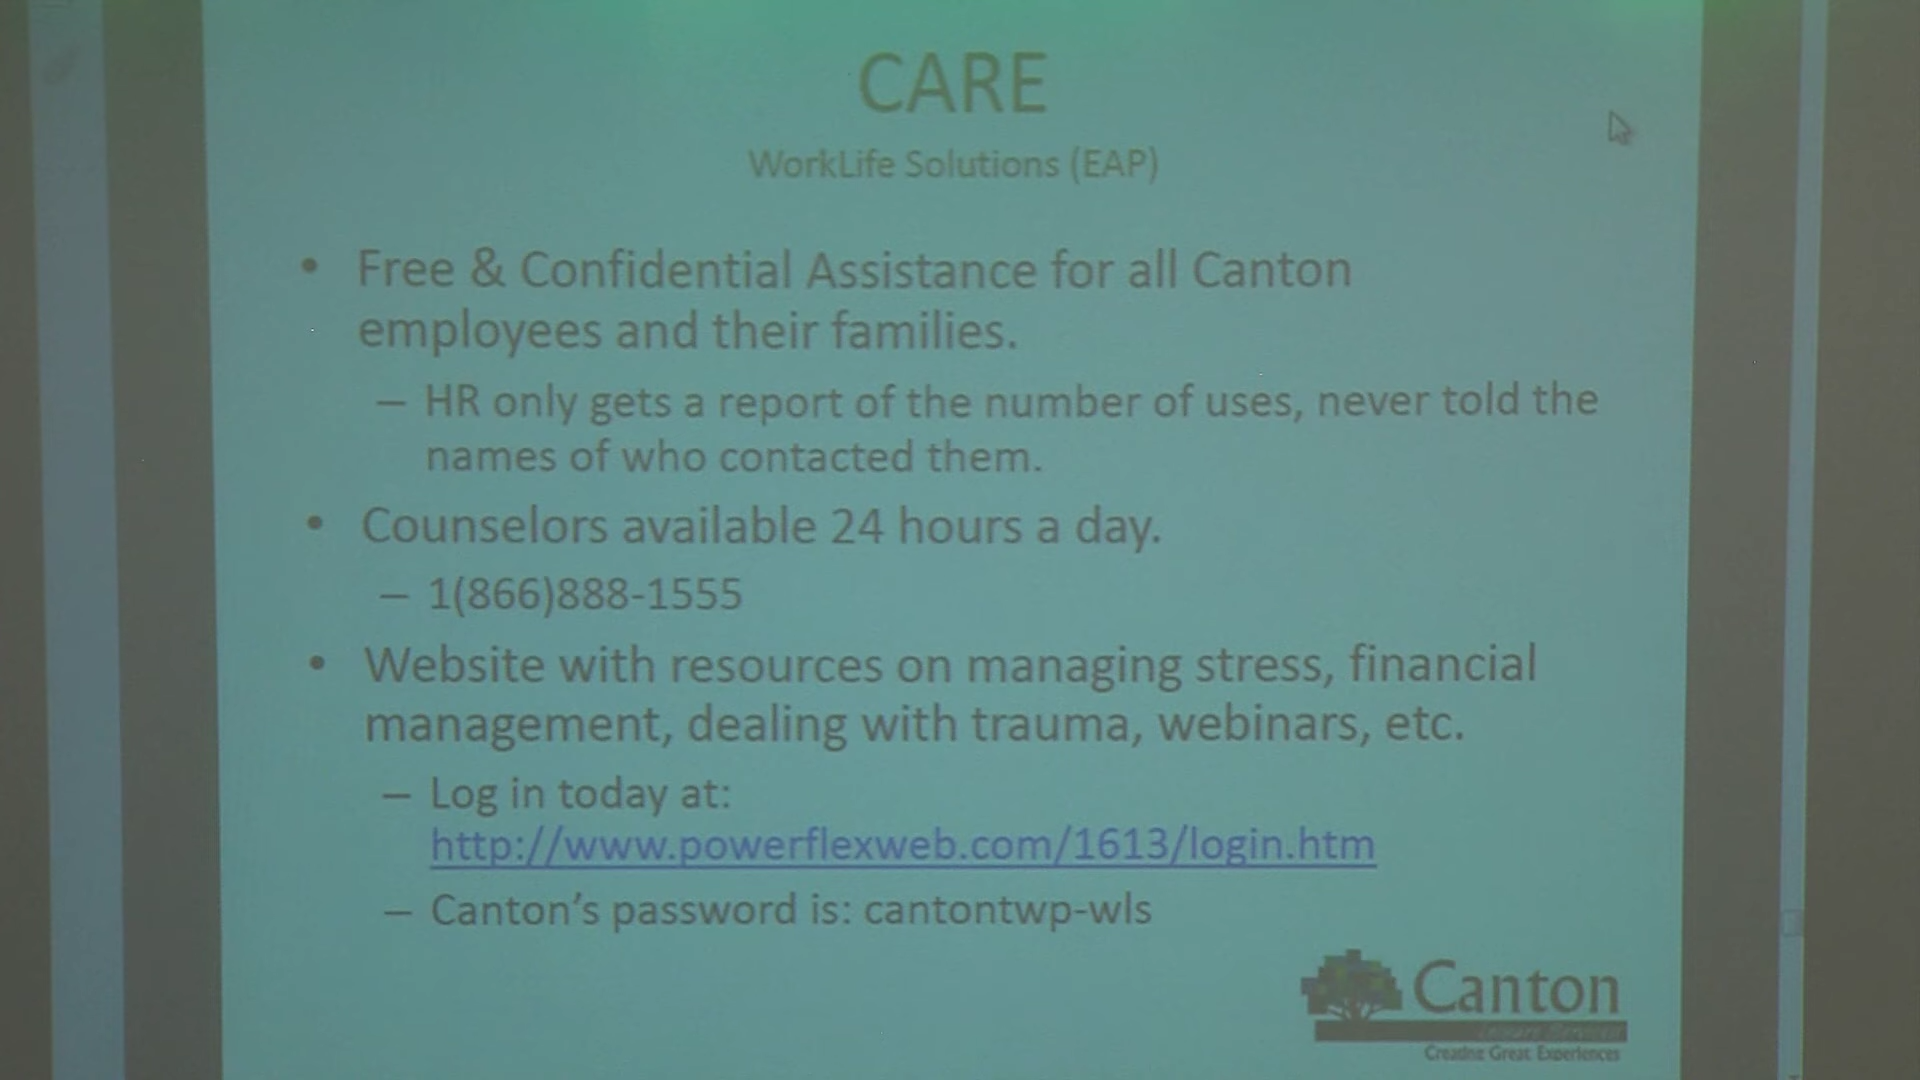 CARE
WorkLife Solutions (EAP)
• Free & Confidential Assistance for all Canton
employees and their families.
– HR only gets a report of the number of uses, never told the
names of who contacted them.
• Counselors available 24 hours a day.
– 1(866)888-1555
• Website with resources on managing stress, financial
management, dealing with trauma, webinars, etc.
– Log in today at:
http://www.powerflexweb.com/1613/login.htm
– Canton's password is: cantontwp-wls
Canton
Leisure Services
Creating Great Experiences